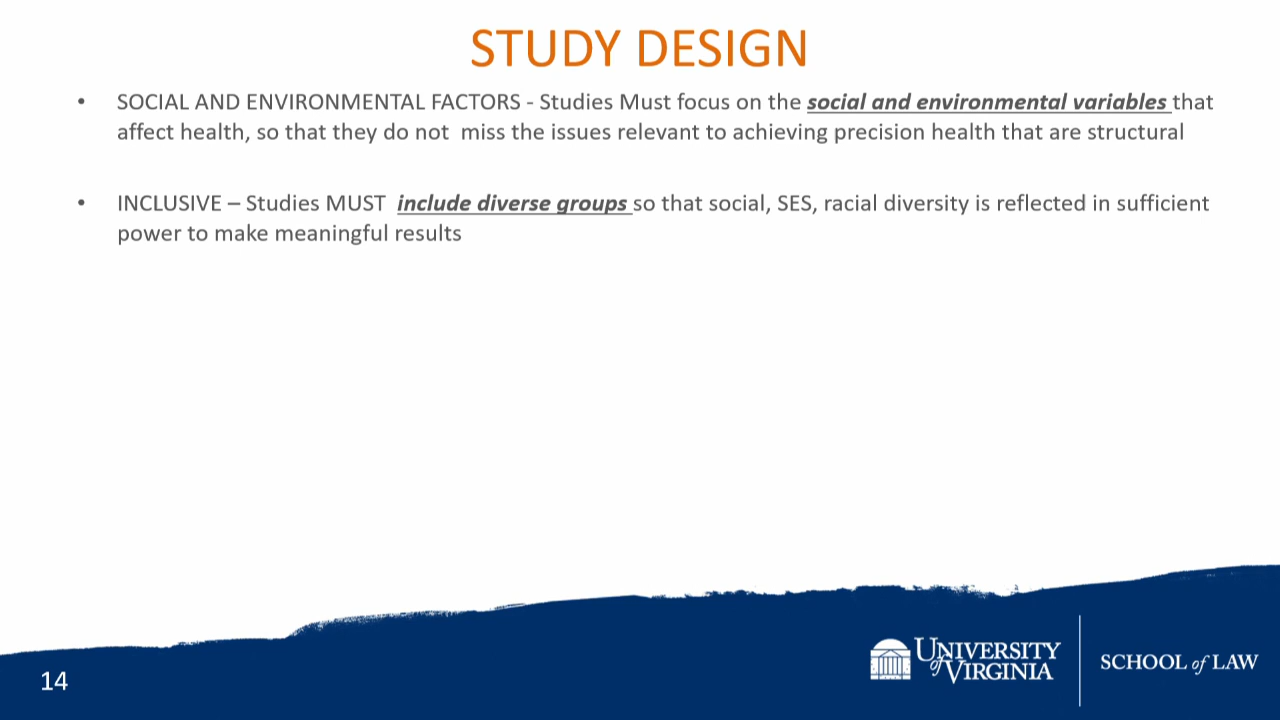 STUDY DESIGN
• SOCIAL AND ENVIRONMENTAL FACTORS - Studies Must focus on the social and environmental variables that
affect health, so that they do not  miss the issues relevant to achieving precision health that are structural
• INCLUSIVE – Studies MUST  include diverse groups so that social, SES, racial diversity is reflected in sufficient
power to make meaningful results
14
UNIVERSITY
of VIRGINIA
SCHOOL of LAW